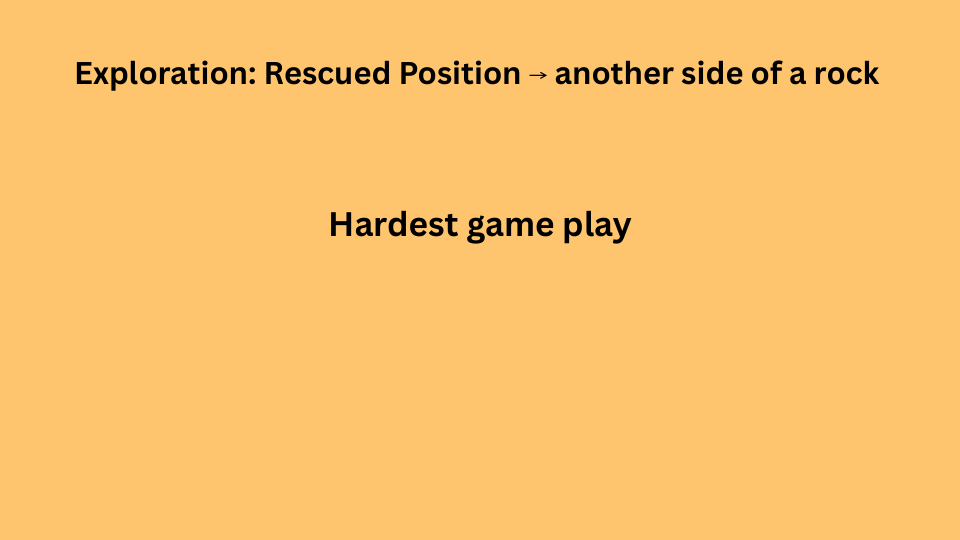 Exploration: Rescued Position → another side of a rock
Hardest game play